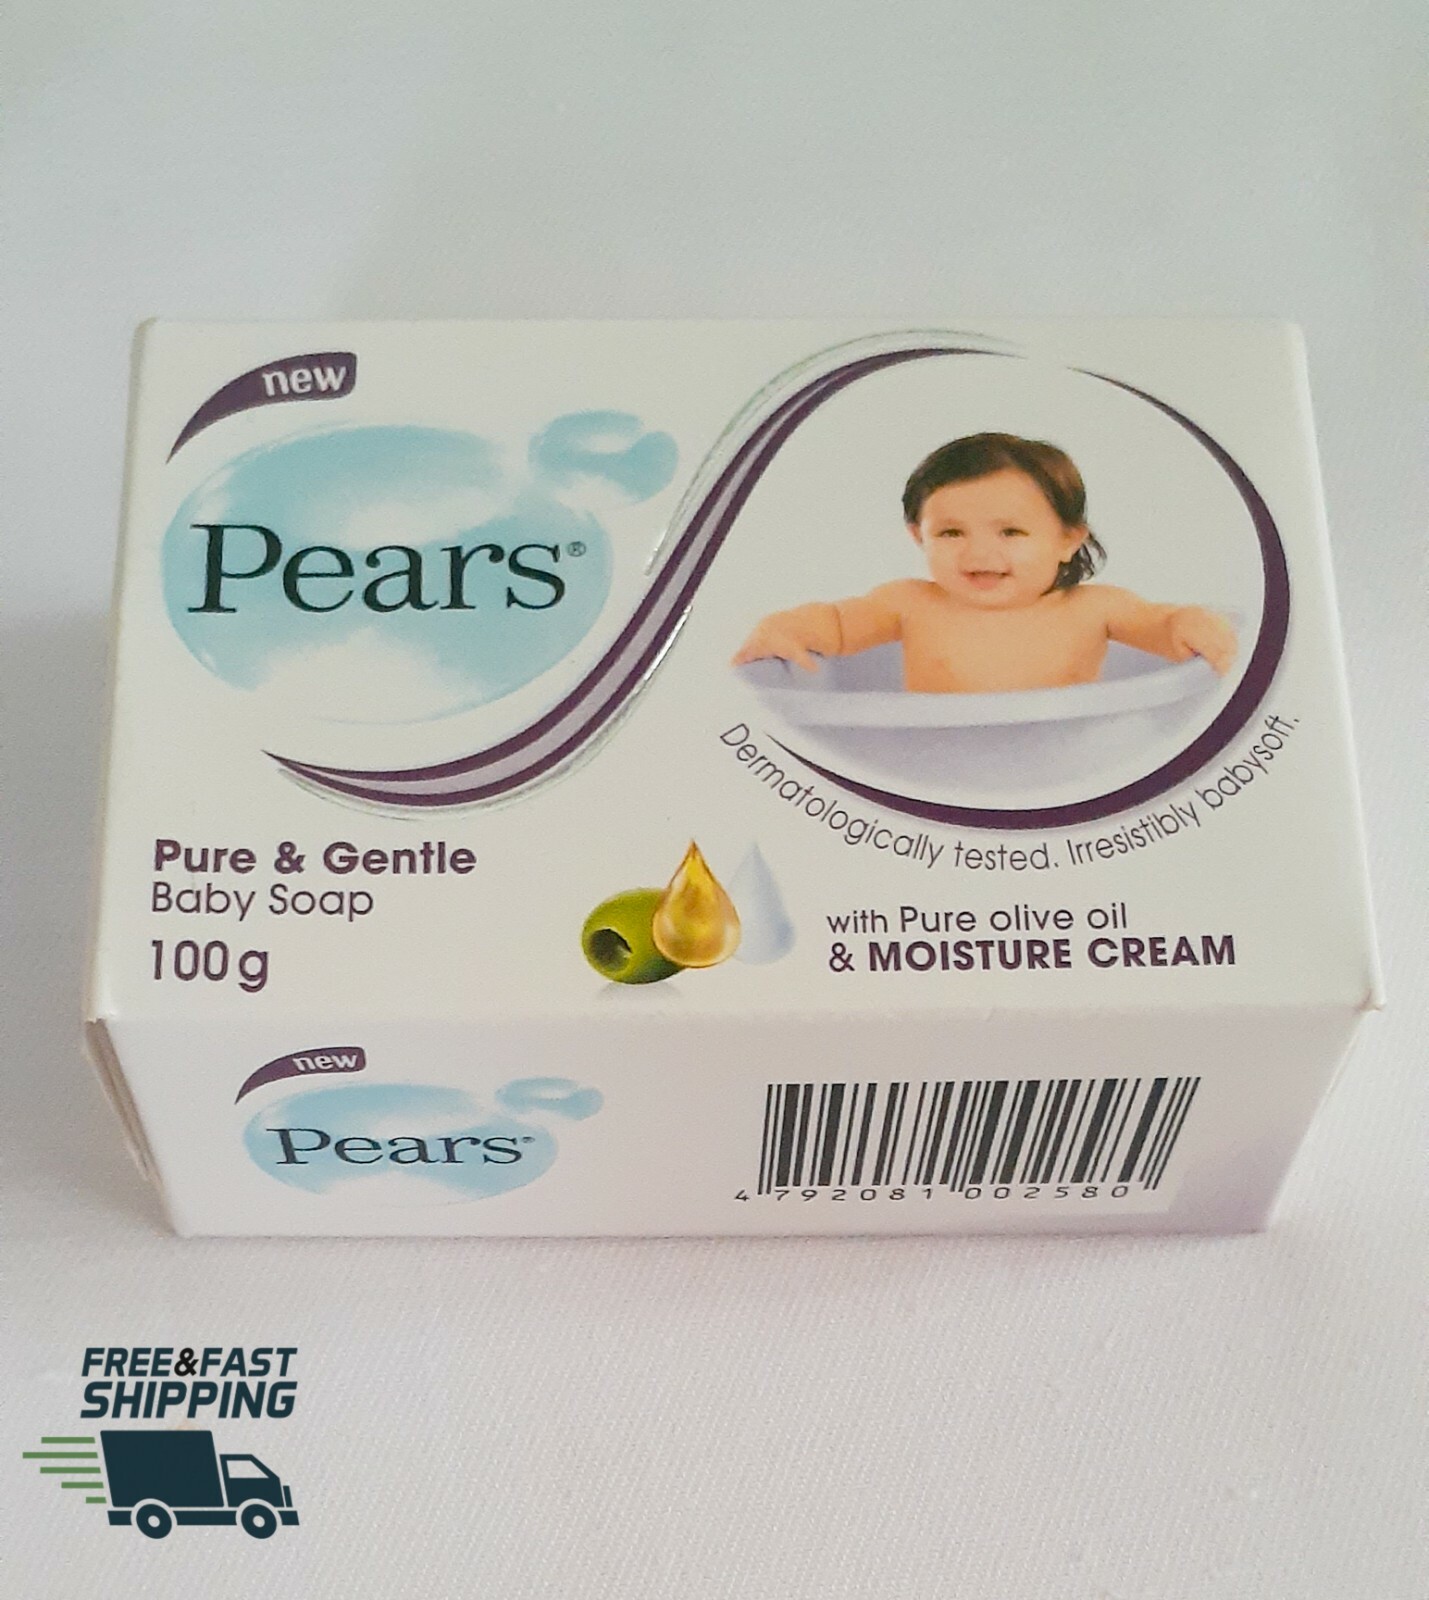 new
Pears®
Dermatologically tested. Irresistibly babysoft.
Pure & Gentle
Baby Soap
100g
with Pure olive oil
& MOISTURE CREAM
new
Pears®
4 792081 002580
FREE&FAST
SHIPPING